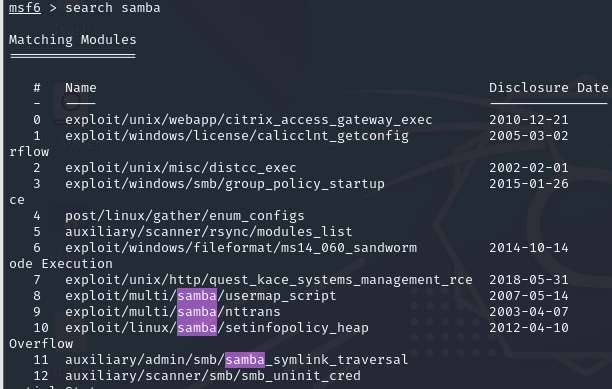 msf6 > search samba
Matching Modules
================
# Name Disclosure Date
- ---- ---------------
0 exploit/unix/webapp/citrix_access_gateway_exec 2010-12-21
1 exploit/windows/license/calicclnt_getconfig 2005-03-02
rflow
2 exploit/unix/misc/distcc_exec 2002-02-01
3 exploit/windows/smb/group_policy_startup 2015-01-26
ce
4 post/linux/gather/enum_configs
5 auxiliary/scanner/rsync/modules_list
6 exploit/windows/fileformat/ms14_060_sandworm 2014-10-14
ode Execution
7 exploit/unix/http/quest_kace_systems_management_rce 2018-05-31
8 exploit/multi/samba/usermap_script 2007-05-14
9 exploit/multi/samba/nttrans 2003-04-07
10 exploit/linux/samba/setinfopolicy_heap 2012-04-10
Overflow
11 auxiliary/admin/smb/samba_symlink_traversal
12 auxiliary/scanner/smb/smb_uninit_cred